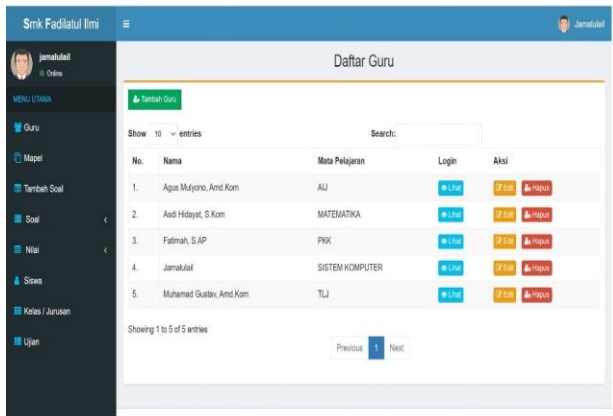 Smk Fadilatul Ilmi
Jamalulail
jamalulail
Online
MENU UTAMA
Guru
Mapel
Tambah Soal
Soal
Nilai
Siswa
Kelas / Jurusan
Ujian
Daftar Guru
Tambah Guru
Show 10 entries Search:
No. Nama Mata Pelajaran Login Aksi
1. Agus Mulyono, Amd.Kom AIJ Lihat Edit Hapus
2. Asdi Hidayat, S.Kom MATEMATIKA Lihat Edit Hapus
3. Fatimah, S.AP PKK Lihat Edit Hapus
4. Jamalulail SISTEM KOMPUTER Lihat Edit Hapus
5. Muhamad Gustav, Amd.Kom TLJ Lihat Edit Hapus
Showing 1 to 5 of 5 entries
Previous 1 Next